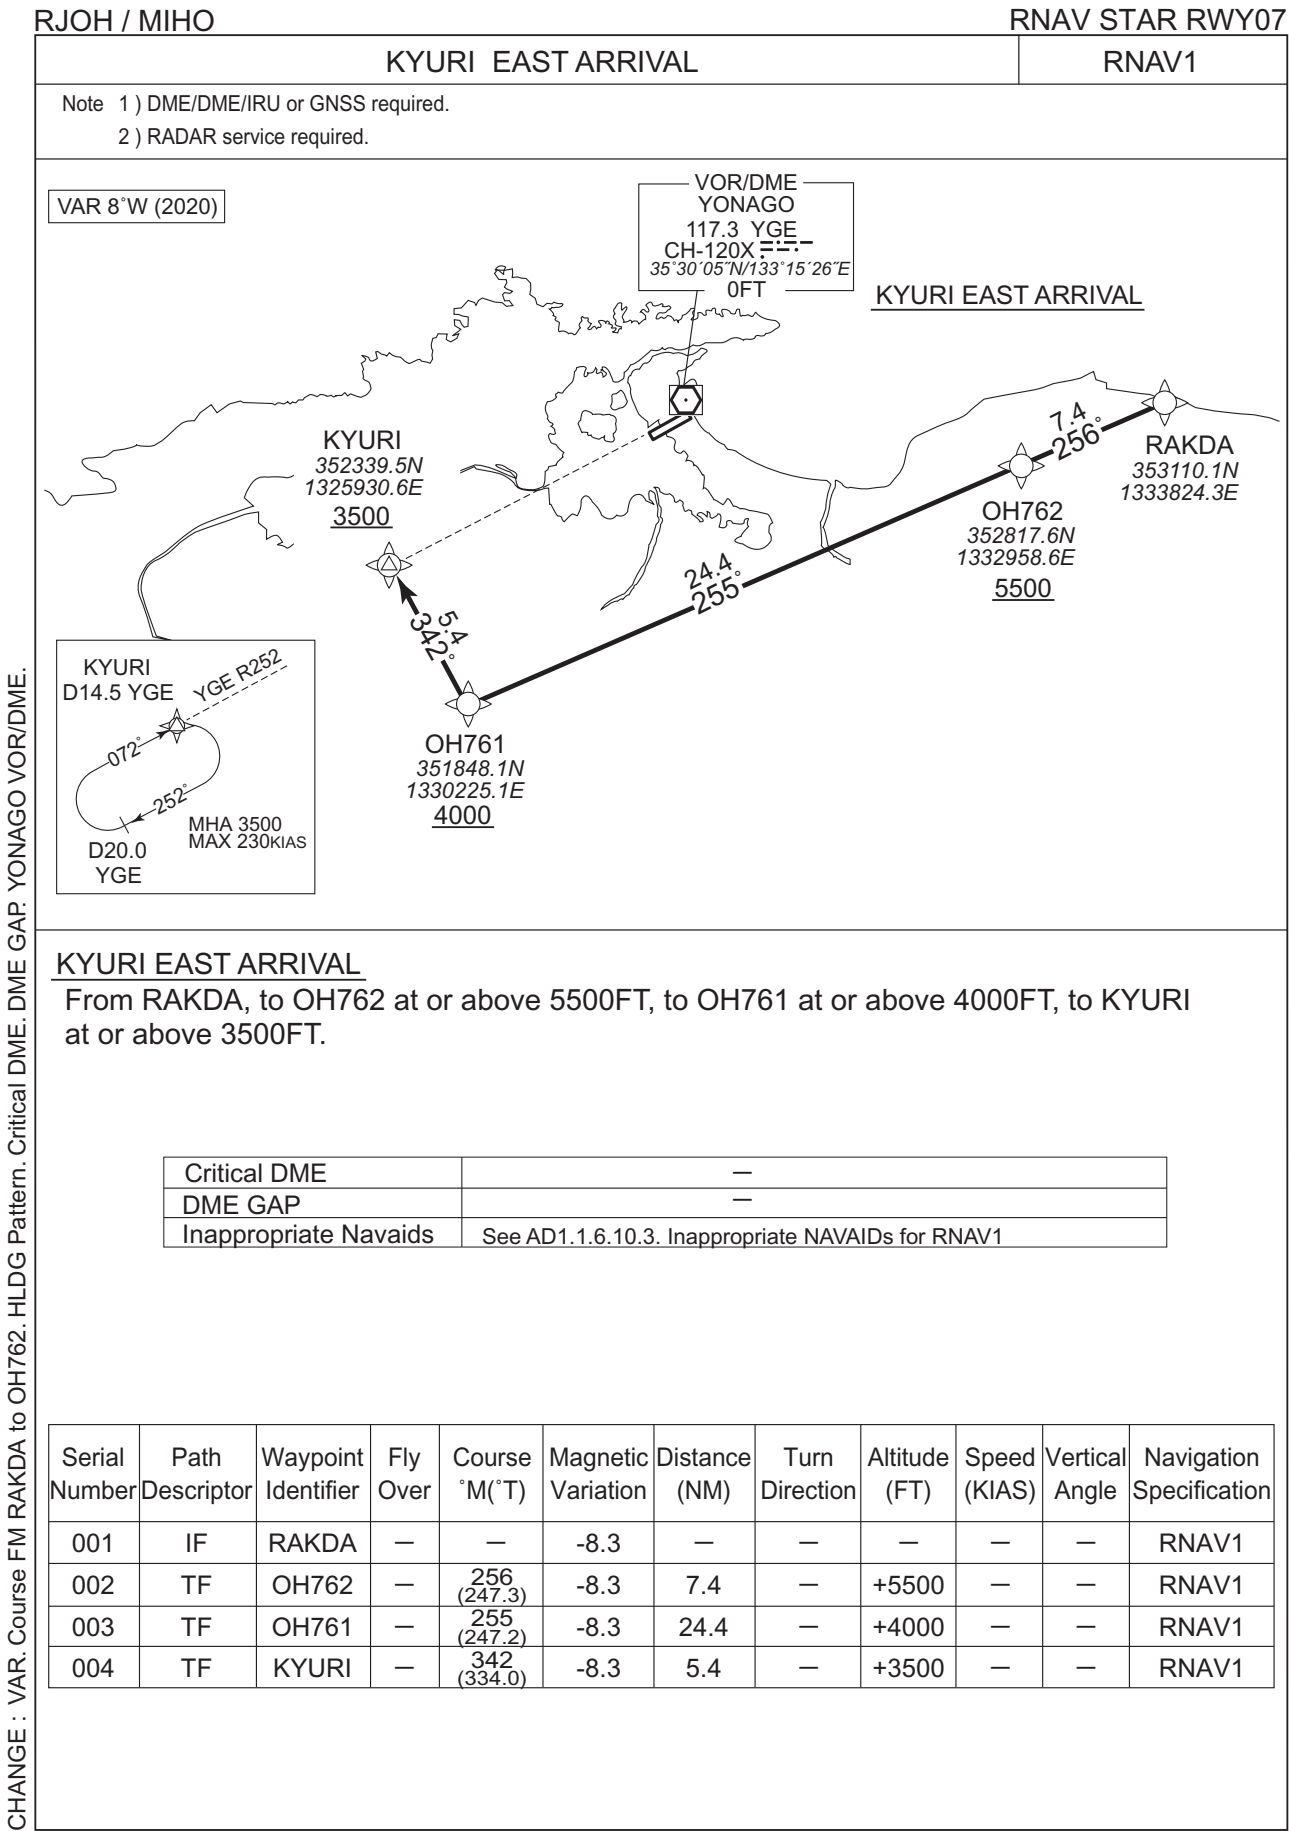 RJOH / MIHO
RNAV STAR RWY07
KYURI EAST ARRIVAL
RNAV1
Note 1 ) DME/DME/IRU or GNSS required.
2 ) RADAR service required.
VAR 8˚W (2020)
VOR/DME
YONAGO
117.3 YGE
CH-120X
35˚30´05˝N/133˚15´26˝E
0FT
KYURI EAST ARRIVAL
KYURI
352339.5N
1325930.6E
3500
7.4
256˚
RAKDA
353110.1N
1333824.3E
OH762
352817.6N
1332958.6E
5500
24.4
255˚
5.4
342˚
OH761
351848.1N
1330225.1E
4000
KYURI
D14.5 YGE
YGE R252
072˚
252˚
MHA 3500
MAX 230KIAS
D20.0
YGE
KYURI EAST ARRIVAL
From RAKDA, to OH762 at or above 5500FT, to OH761 at or above 4000FT, to KYURI
at or above 3500FT.
Critical DME —
DME GAP —
Inappropriate Navaids See AD1.1.6.10.3. Inappropriate NAVAIDs for RNAV1
Serial Number Path Descriptor Waypoint Identifier Fly Over Course ˚M(˚T) Magnetic Variation Distance (NM) Turn Direction Altitude (FT) Speed (KIAS) Vertical Angle Navigation Specification
001 IF RAKDA — — -8.3 — — — — — RNAV1
002 TF OH762 — 256 (247.3) -8.3 7.4 — +5500 — — RNAV1
003 TF OH761 — 255 (247.2) -8.3 24.4 — +4000 — — RNAV1
004 TF KYURI — 342 (334.0) -8.3 5.4 — +3500 — — RNAV1
CHANGE : VAR. Course FM RAKDA to OH762. HLDG Pattern. Critical DME. DME GAP. YONAGO VOR/DME.